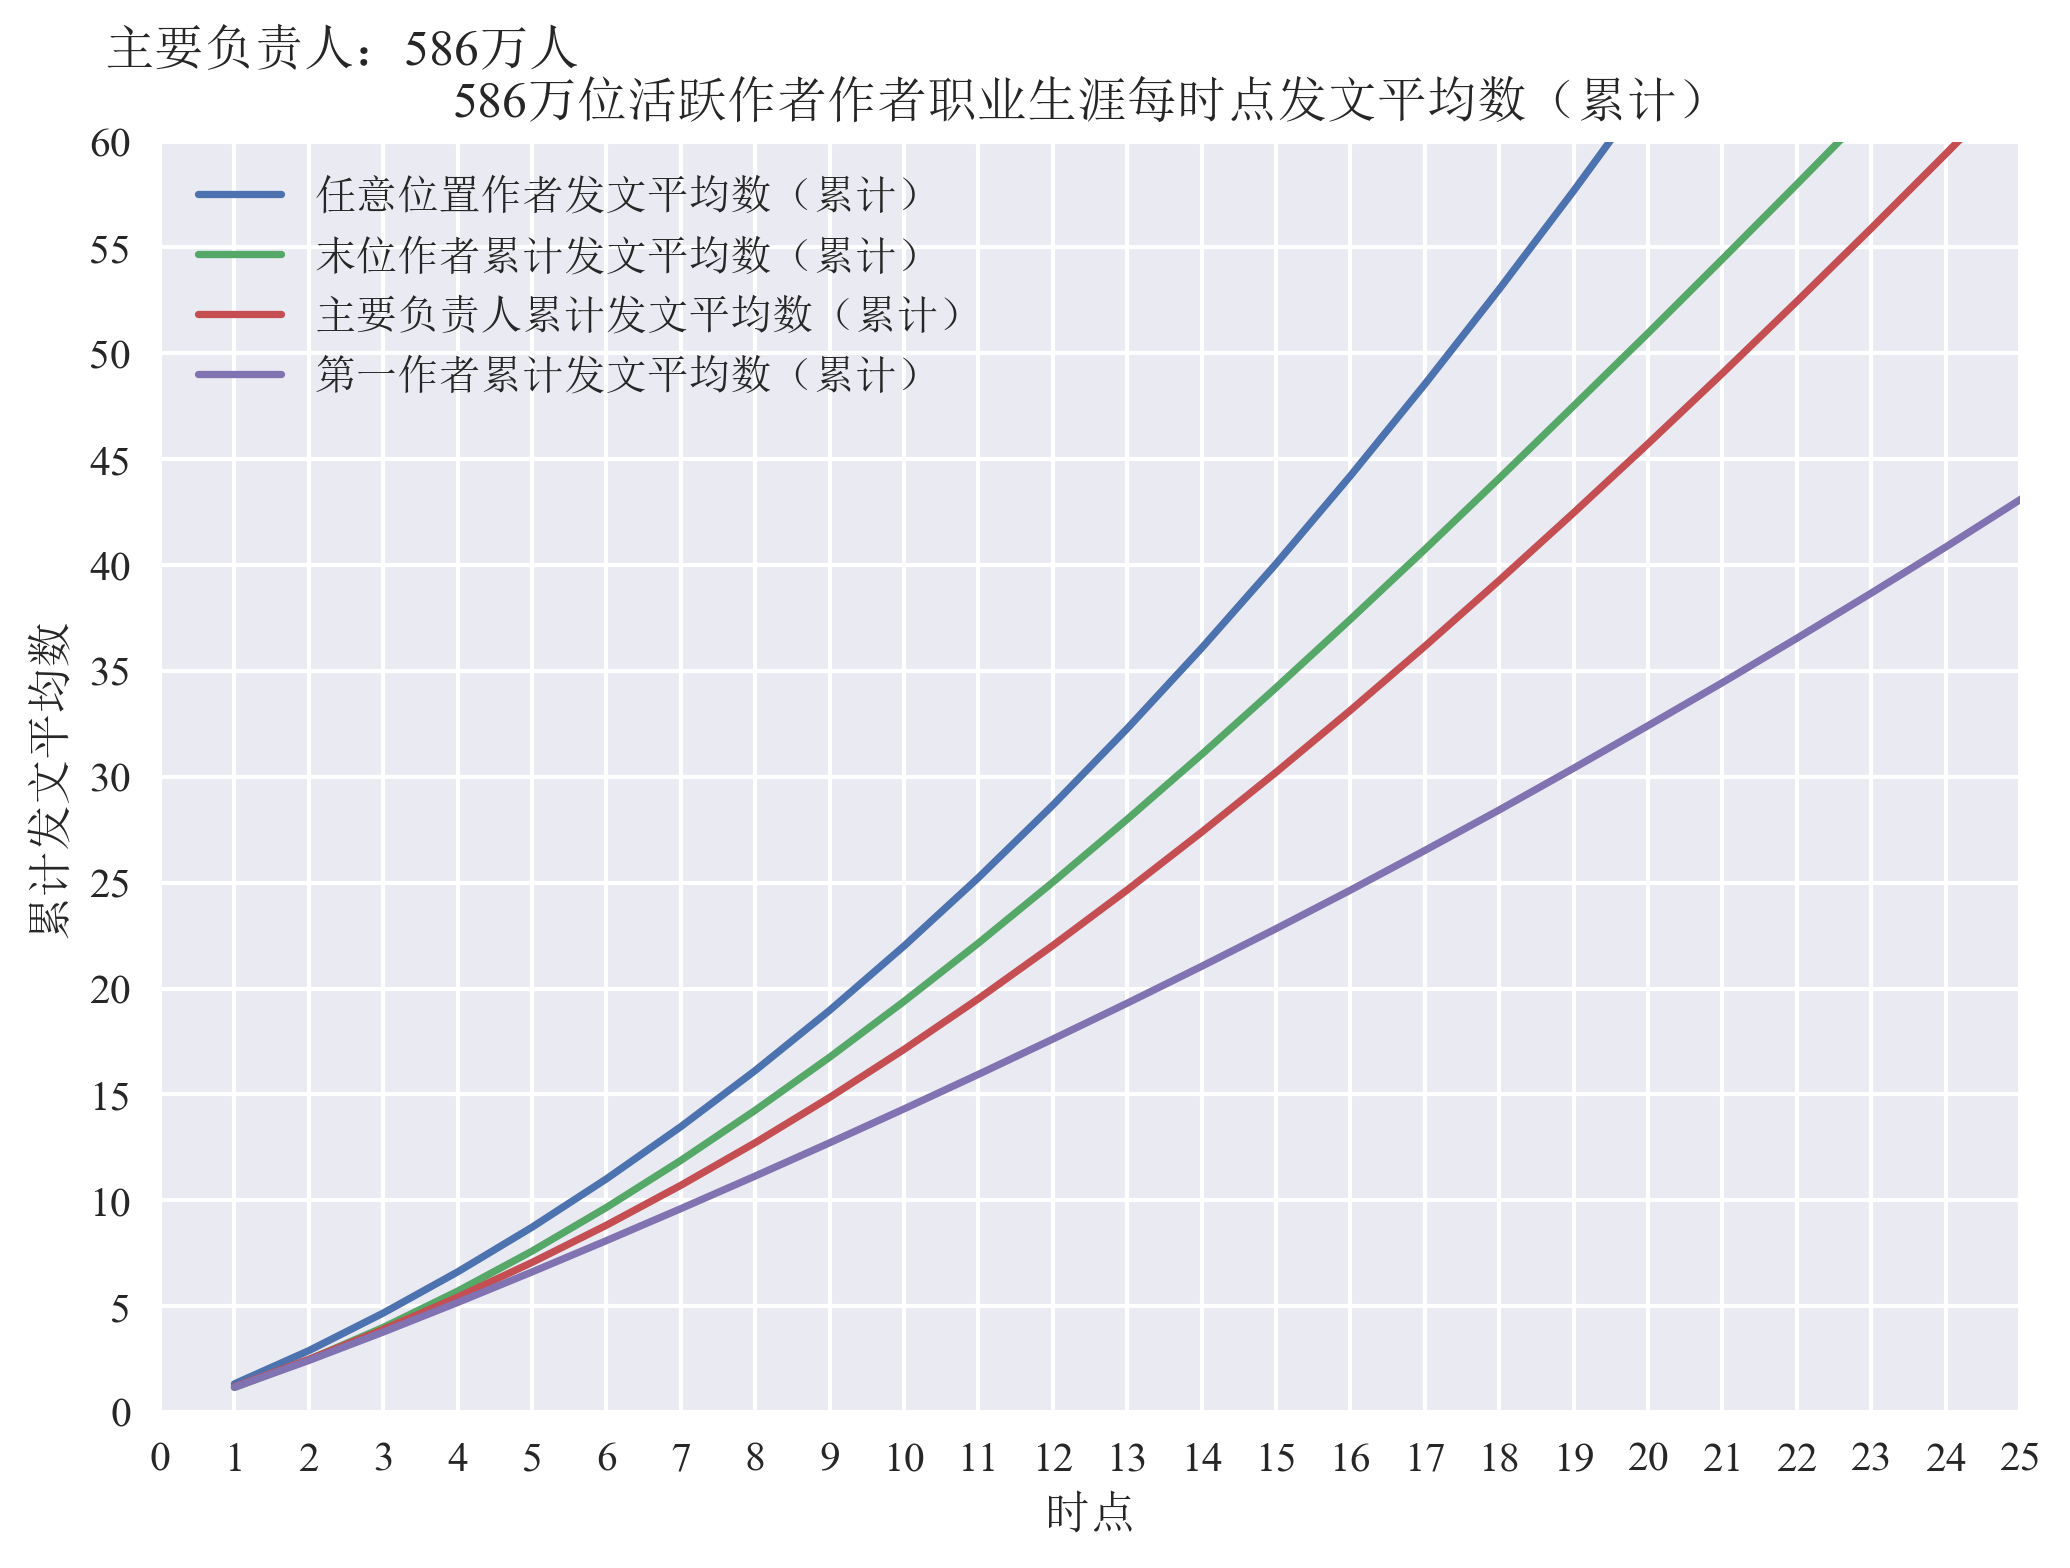 主要负责人：586万人
586万位活跃作者作者职业生涯每时点发文平均数（累计）
任意位置作者发文平均数（累计）
末位作者累计发文平均数（累计）
主要负责人累计发文平均数（累计）
第一作者累计发文平均数（累计）
60
55
50
45
40
35
30
25
20
15
10
5
0
累计发文平均数
0 1 2 3 4 5 6 7 8 9 10 11 12 13 14 15 16 17 18 19 20 21 22 23 24 25
时点